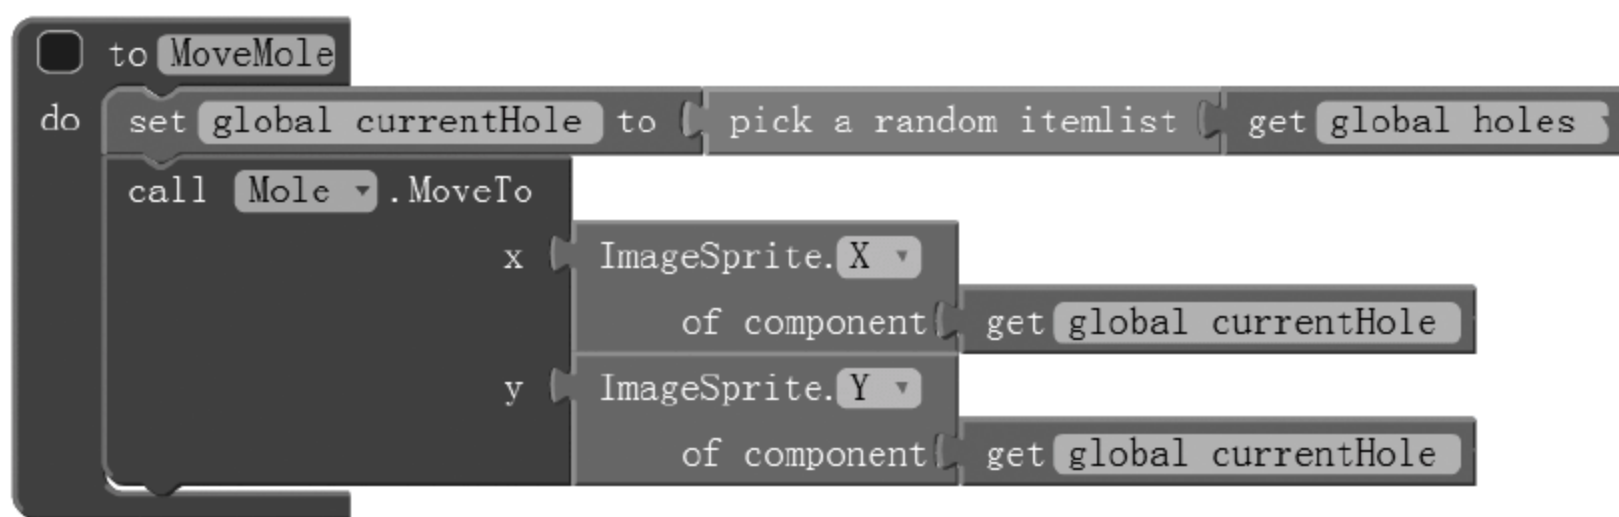 to MoveMole
do set global currentHole to pick a random itemlist get global holes
call Mole .MoveTo
x ImageSprite. X
of component get global currentHole
y ImageSprite. Y
of component get global currentHole